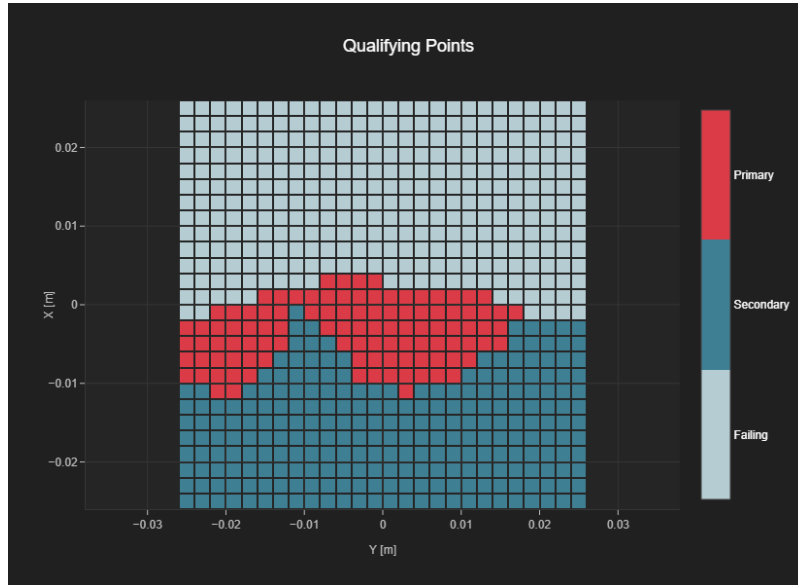 Qualifying Points
0.02
0.01
0
−0.01
−0.02
X [m]
−0.03
−0.02
−0.01
0
0.01
0.02
0.03
Y [m]
Primary
Secondary
Failing